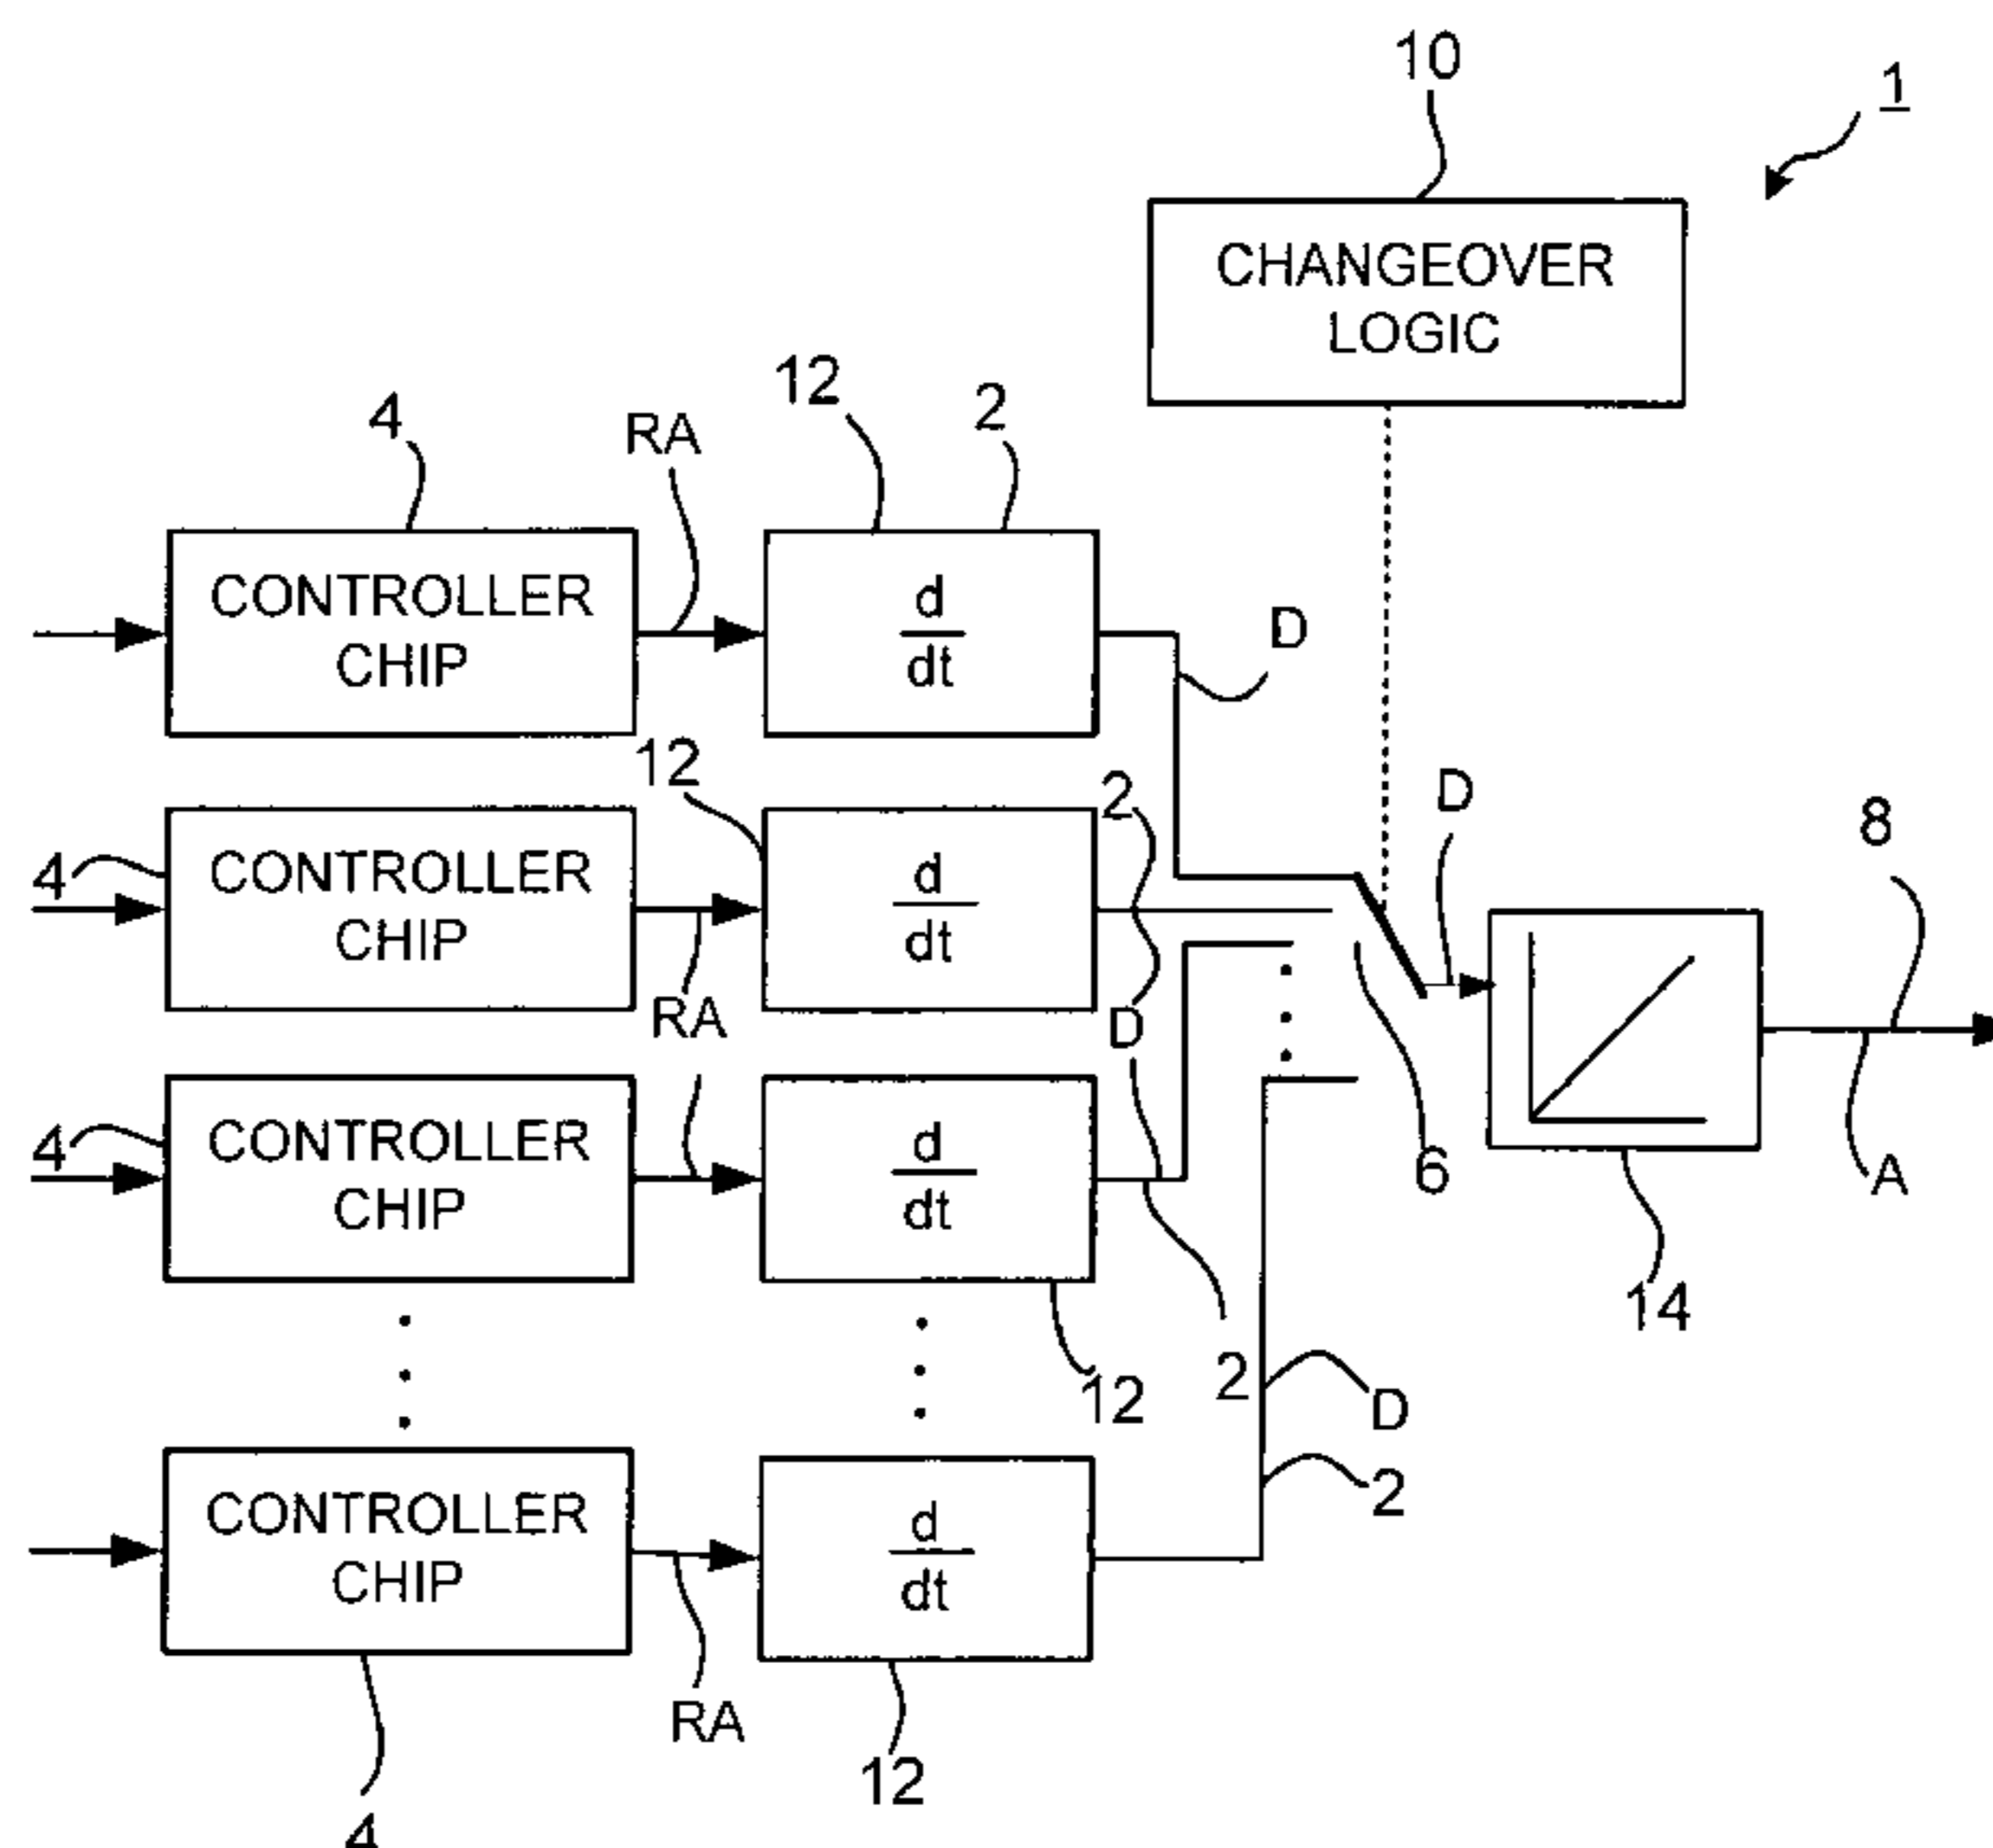 10
1
CHANGEOVER
LOGIC
4
RA
12
2
CONTROLLER
CHIP
d
dt
D
12
2
D
8
4
CONTROLLER
CHIP
d
dt
RA
D
4
CONTROLLER
CHIP
d
dt
6
A
14
2
12
D
2
CONTROLLER
CHIP
d
dt
RA
12
4